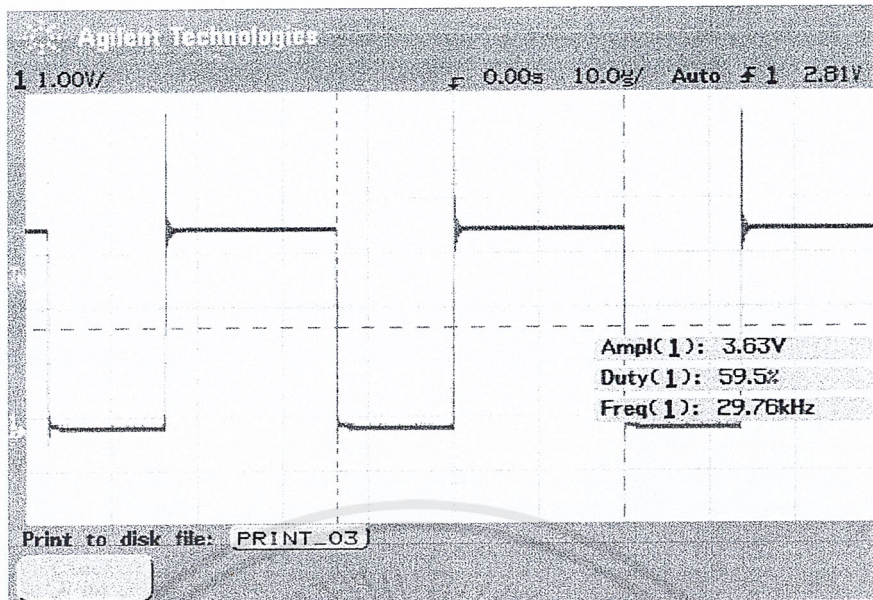 Agilent Technologies
1 1.00V/ 0.00s 10.0㎲/ Auto 1 2.81V
Ampl(1): 3.63V
Duty(1): 59.5%
Freq(1): 29.76kHz
Print to disk file: PRINT_03